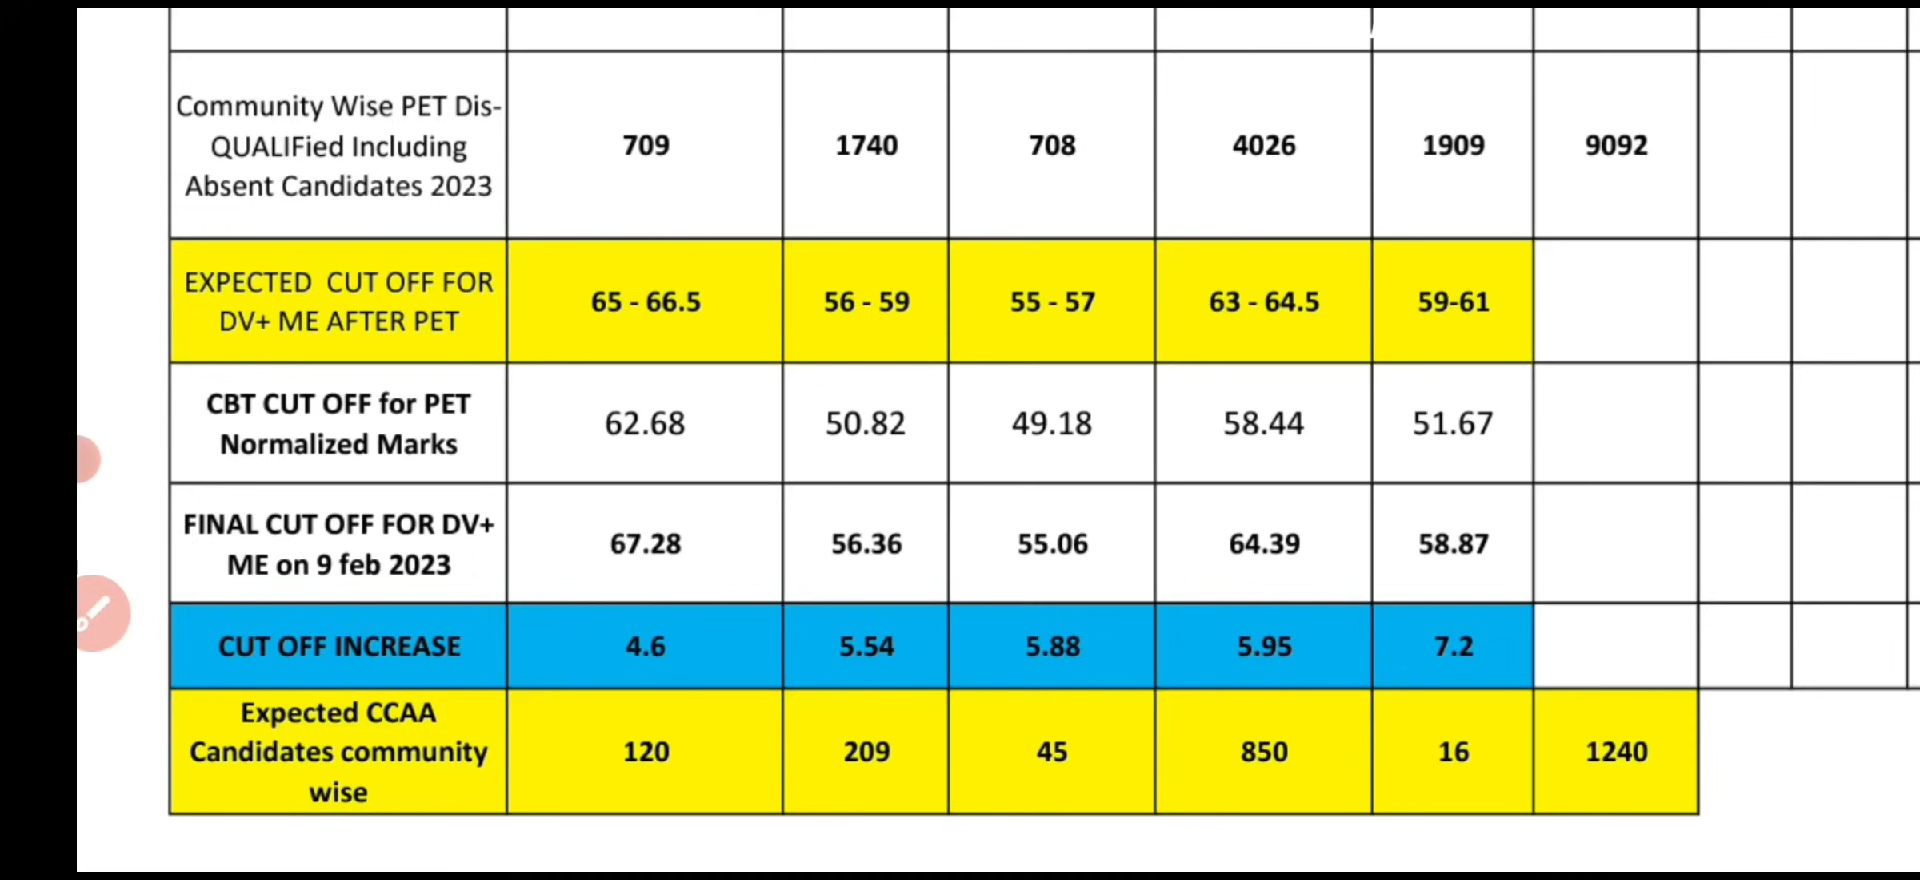 Community Wise PET Dis-
QUALIFied Including
Absent Candidates 2023
709 1740 708 4026 1909 9092
EXPECTED CUT OFF FOR
DV+ ME AFTER PET
65 - 66.5 56 - 59 55 - 57 63 - 64.5 59-61
CBT CUT OFF for PET
Normalized Marks
62.68 50.82 49.18 58.44 51.67
FINAL CUT OFF FOR DV+
ME on 9 feb 2023
67.28 56.36 55.06 64.39 58.87
CUT OFF INCREASE 4.6 5.54 5.88 5.95 7.2
Expected CCAA
Candidates community
wise
120 209 45 850 16 1240